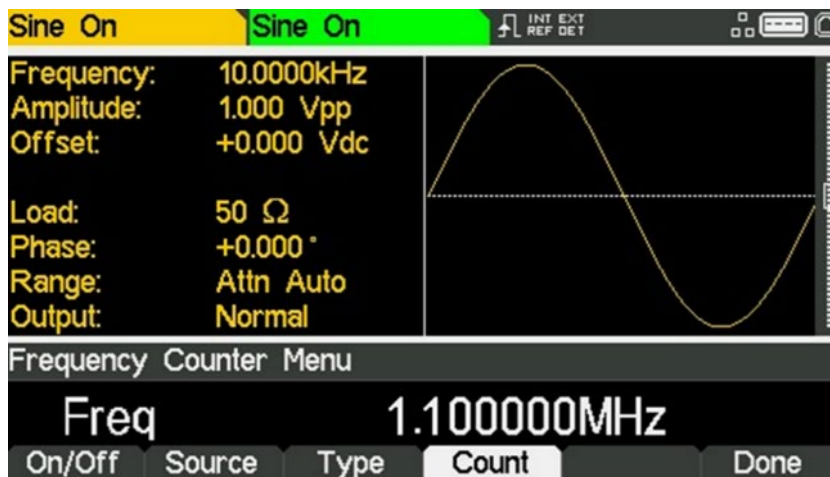 Sine On Sine On INT EXT
REF DET
Frequency: 10.0000kHz
Amplitude: 1.000 Vpp
Offset: +0.000 Vdc
Load: 50 Ω
Phase: +0.000 °
Range: Attn Auto
Output: Normal
Frequency Counter Menu
Freq 1.100000MHz
On/Off Source Type Count Done